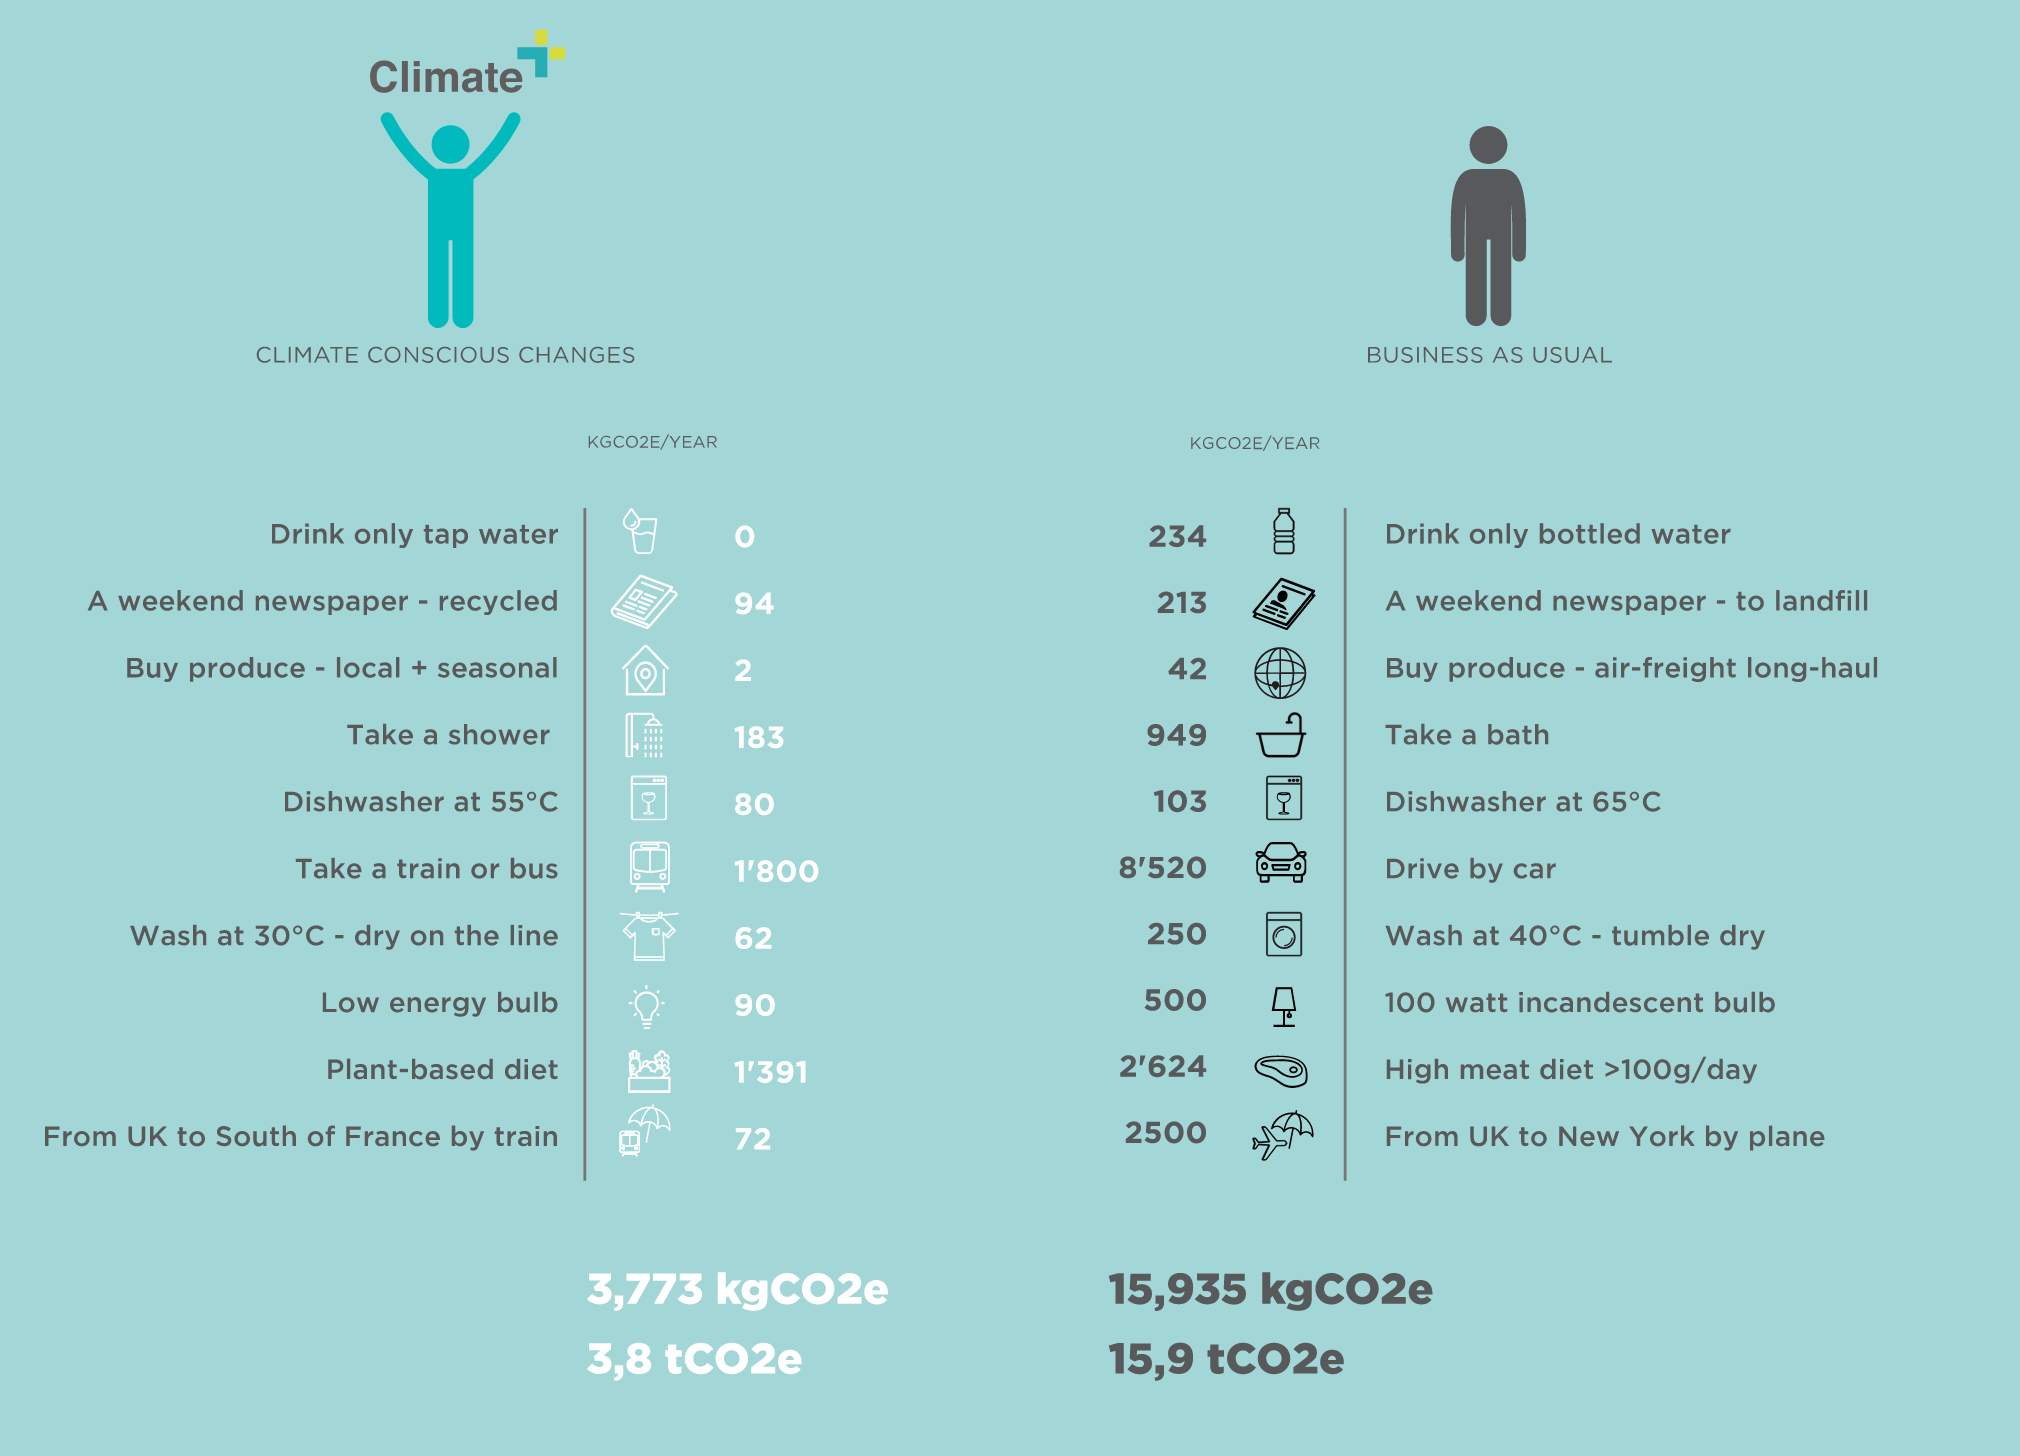 Climate
CLIMATE CONSCIOUS CHANGES
BUSINESS AS USUAL
KGCO2E/YEAR
KGCO2E/YEAR
Drink only tap water 0
234 Drink only bottled water
A weekend newspaper - recycled 94
213 A weekend newspaper - to landfill
Buy produce - local + seasonal 2
42 Buy produce - air-freight long-haul
Take a shower 183
949 Take a bath
Dishwasher at 55°C 80
103 Dishwasher at 65°C
Take a train or bus 1'800
8'520 Drive by car
Wash at 30°C - dry on the line 62
250 Wash at 40°C - tumble dry
Low energy bulb 90
500 100 watt incandescent bulb
Plant-based diet 1'391
2'624 High meat diet >100g/day
From UK to South of France by train 72
2500 From UK to New York by plane
3,773 kgCO2e
15,935 kgCO2e
3,8 tCO2e
15,9 tCO2e